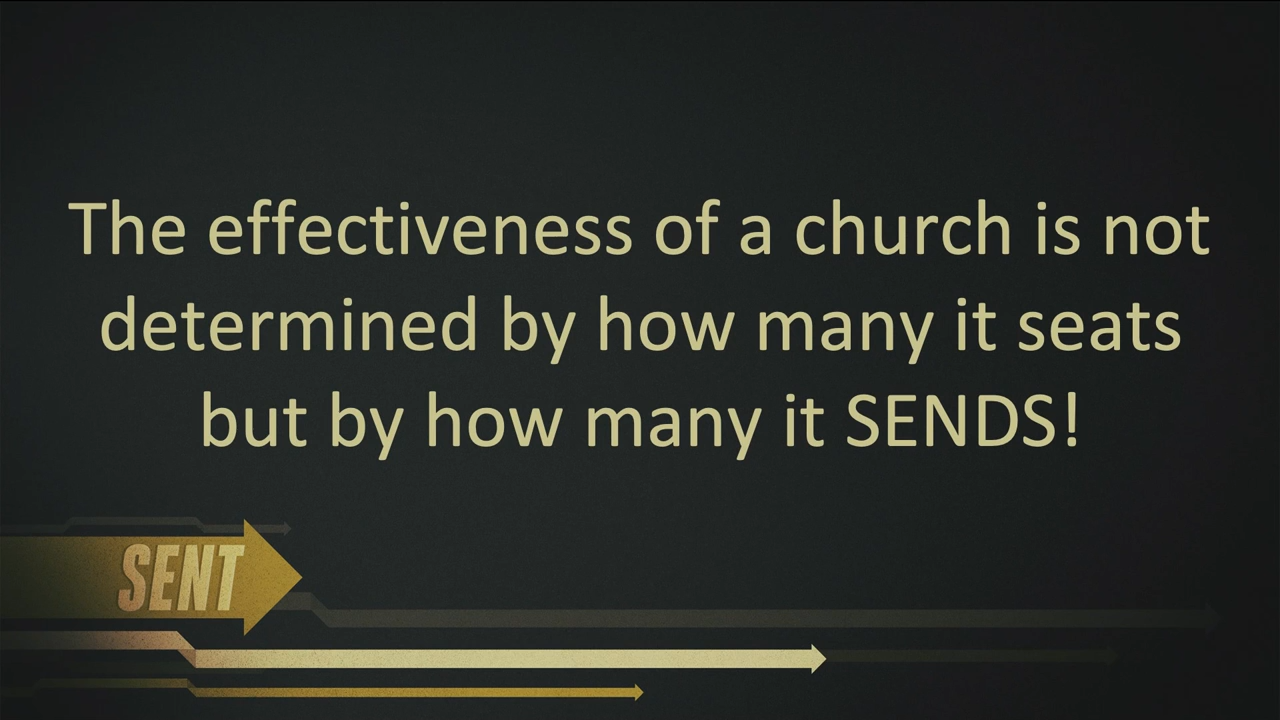 The effectiveness of a church is not
determined by how many it seats
but by how many it SENDS!
SENT